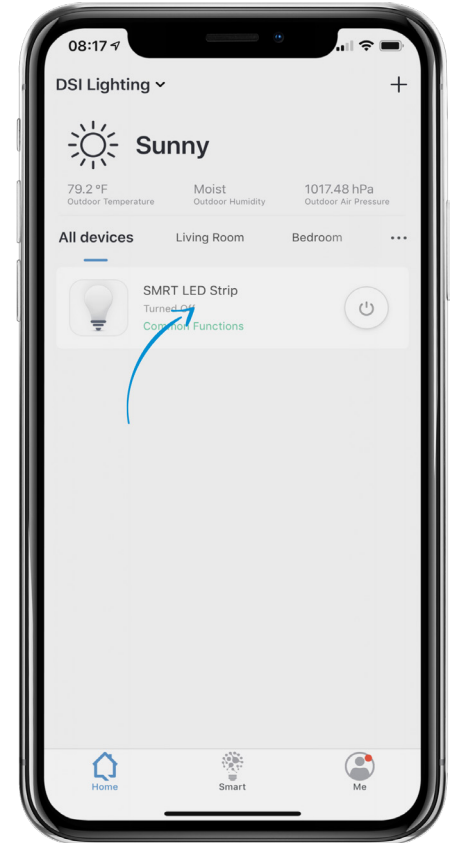 08:17
DSI Lighting
Sunny
79.2 °F Moist 1017.48 hPa
Outdoor Temperature Outdoor Humidity Outdoor Air Pressure
All devices Living Room Bedroom ...
SMRT LED Strip
Turned Off
Common Functions
Home Smart Me